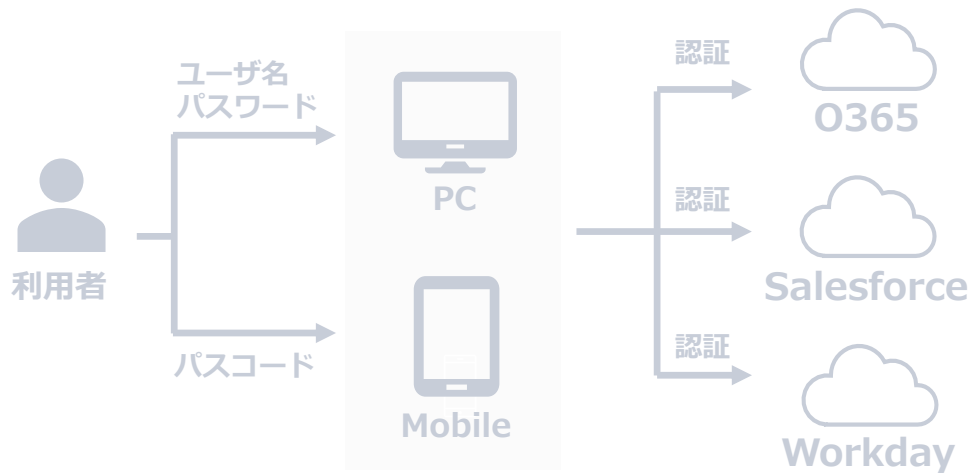 ユーザ名
パスワード
利用者
パスコード
PC
Mobile
認証
O365
認証
Salesforce
認証
Workday